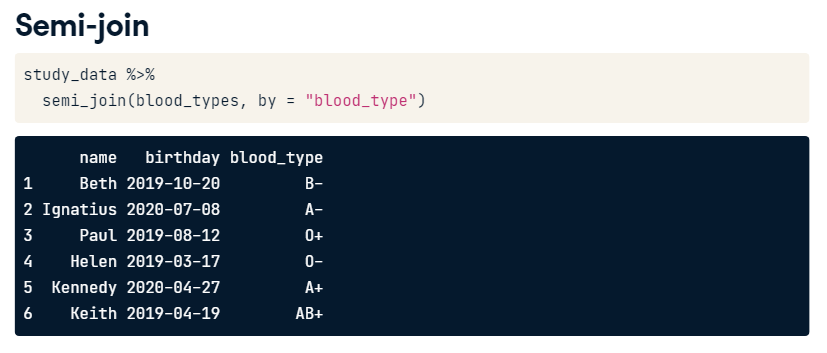 Semi-join
study_data %>%
  semi_join(blood_types, by = "blood_type")
      name   birthday blood_type
1     Beth 2019-10-20         B-
2 Ignatius 2020-07-08         A-
3     Paul 2019-08-12         O+
4    Helen 2019-03-17         O-
5  Kennedy 2020-04-27         A+
6    Keith 2019-04-19        AB+